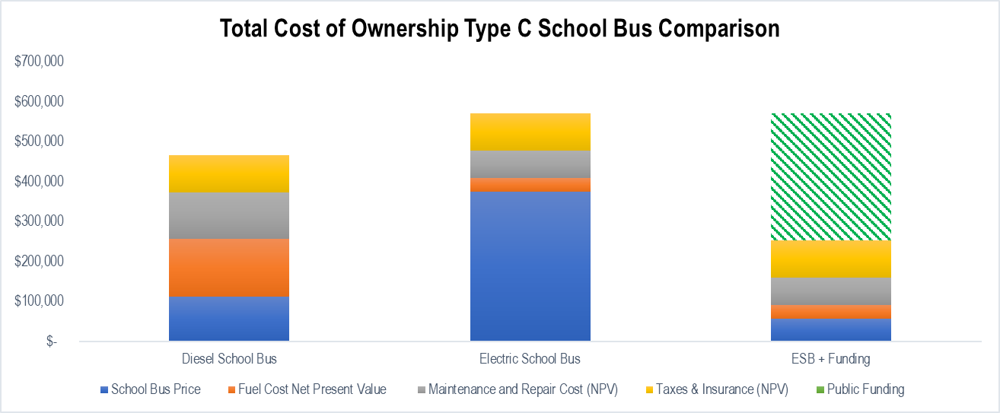 Total Cost of Ownership Type C School Bus Comparison
$700,000
$600,000
$500,000
$400,000
$300,000
$200,000
$100,000
$-
Diesel School Bus
Electric School Bus
ESB + Funding
School Bus Price
Fuel Cost Net Present Value
Maintenance and Repair Cost (NPV)
Taxes & Insurance (NPV)
Public Funding